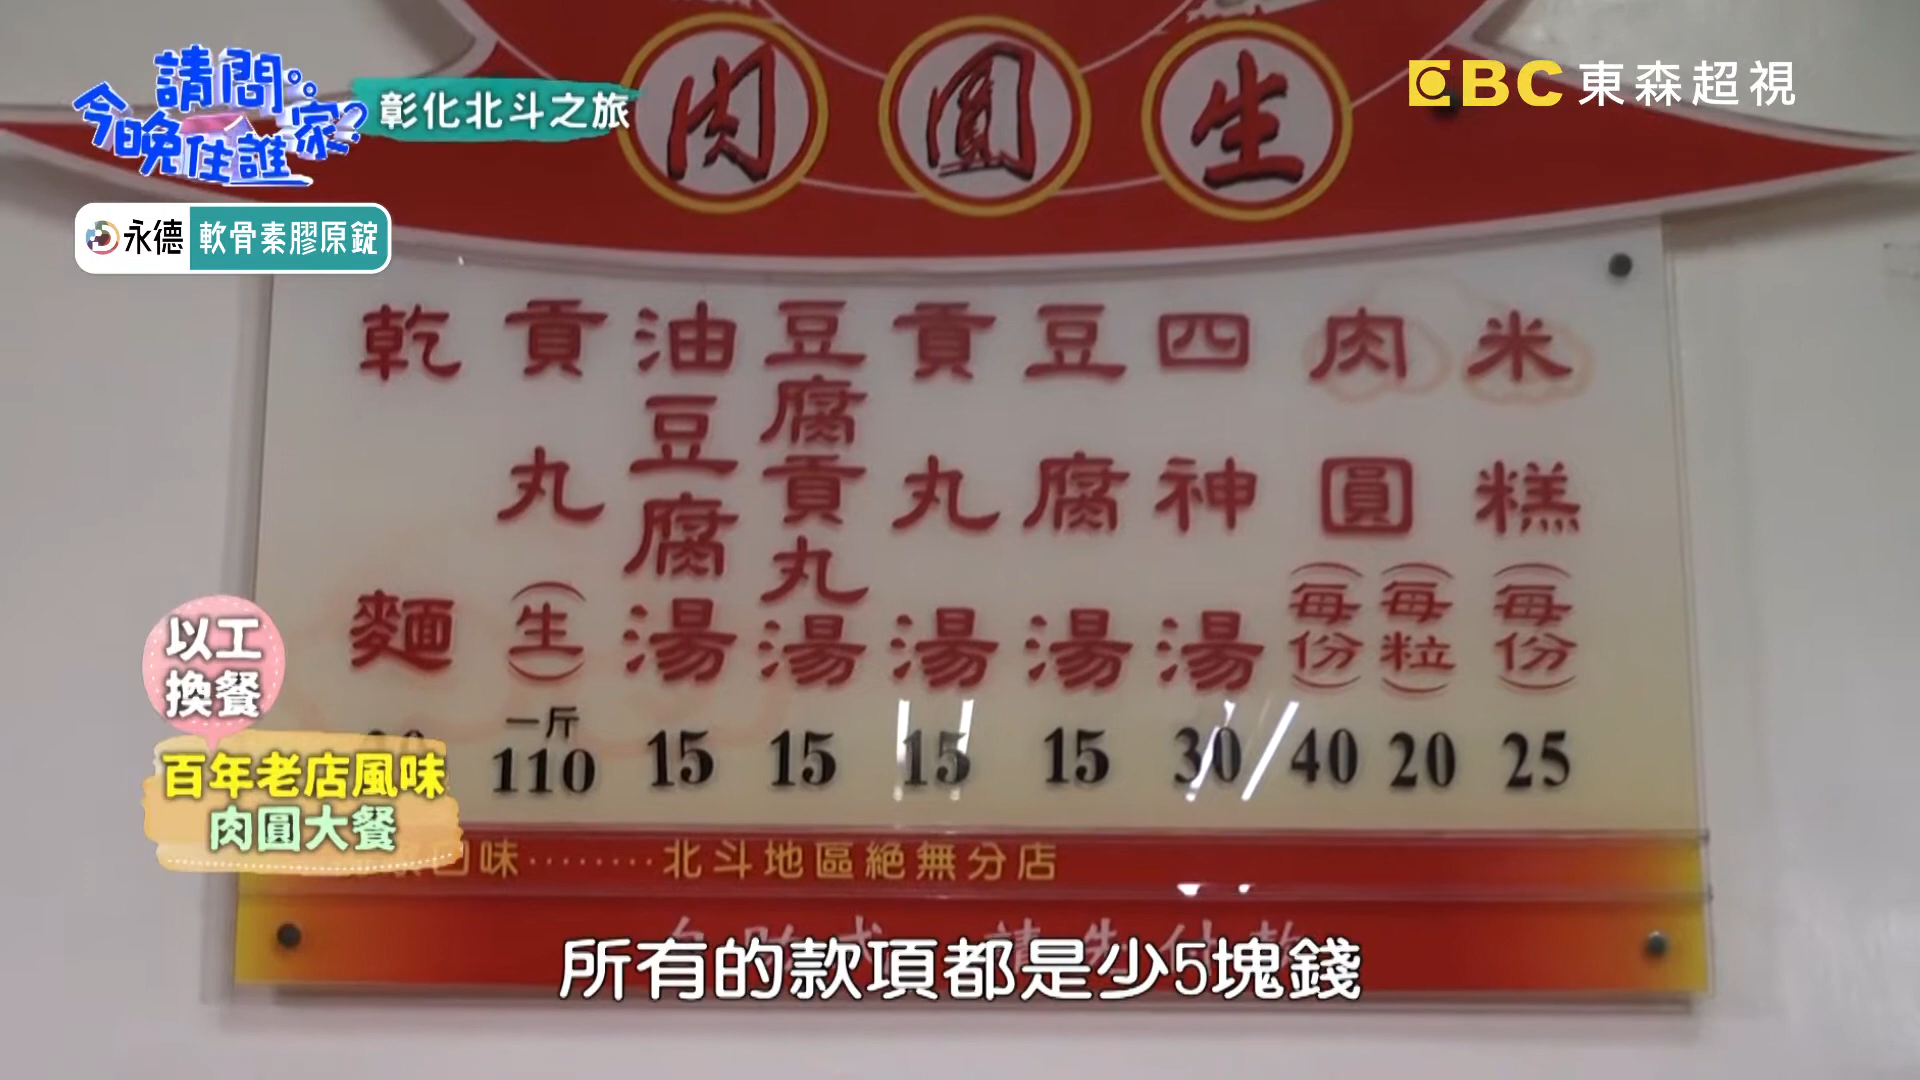 請問
今晚住誰家?
彰化北斗之旅
EBC 東森超視
永德 軟骨素膠原錠
肉圓生
米糕(每份) 25
肉圓(每粒) 20
(每份) 40
四神湯 30
豆腐湯 15
貢丸湯 15
豆腐貢丸湯 15
油豆腐湯 15
貢丸(生) 一斤 110
乾麵
以工
換餐
百年老店風味
肉圓大餐
味········北斗地區絕無分店
所有的款項都是少5塊錢